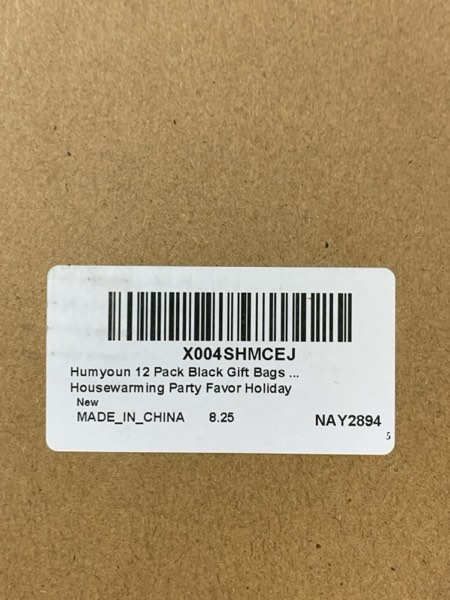 X004SHMCEJ
Humyoun 12 Pack Black Gift Bags ...
Housewarming Party Favor Holiday
New
MADE_IN_CHINA 8.25 NAY2894
5